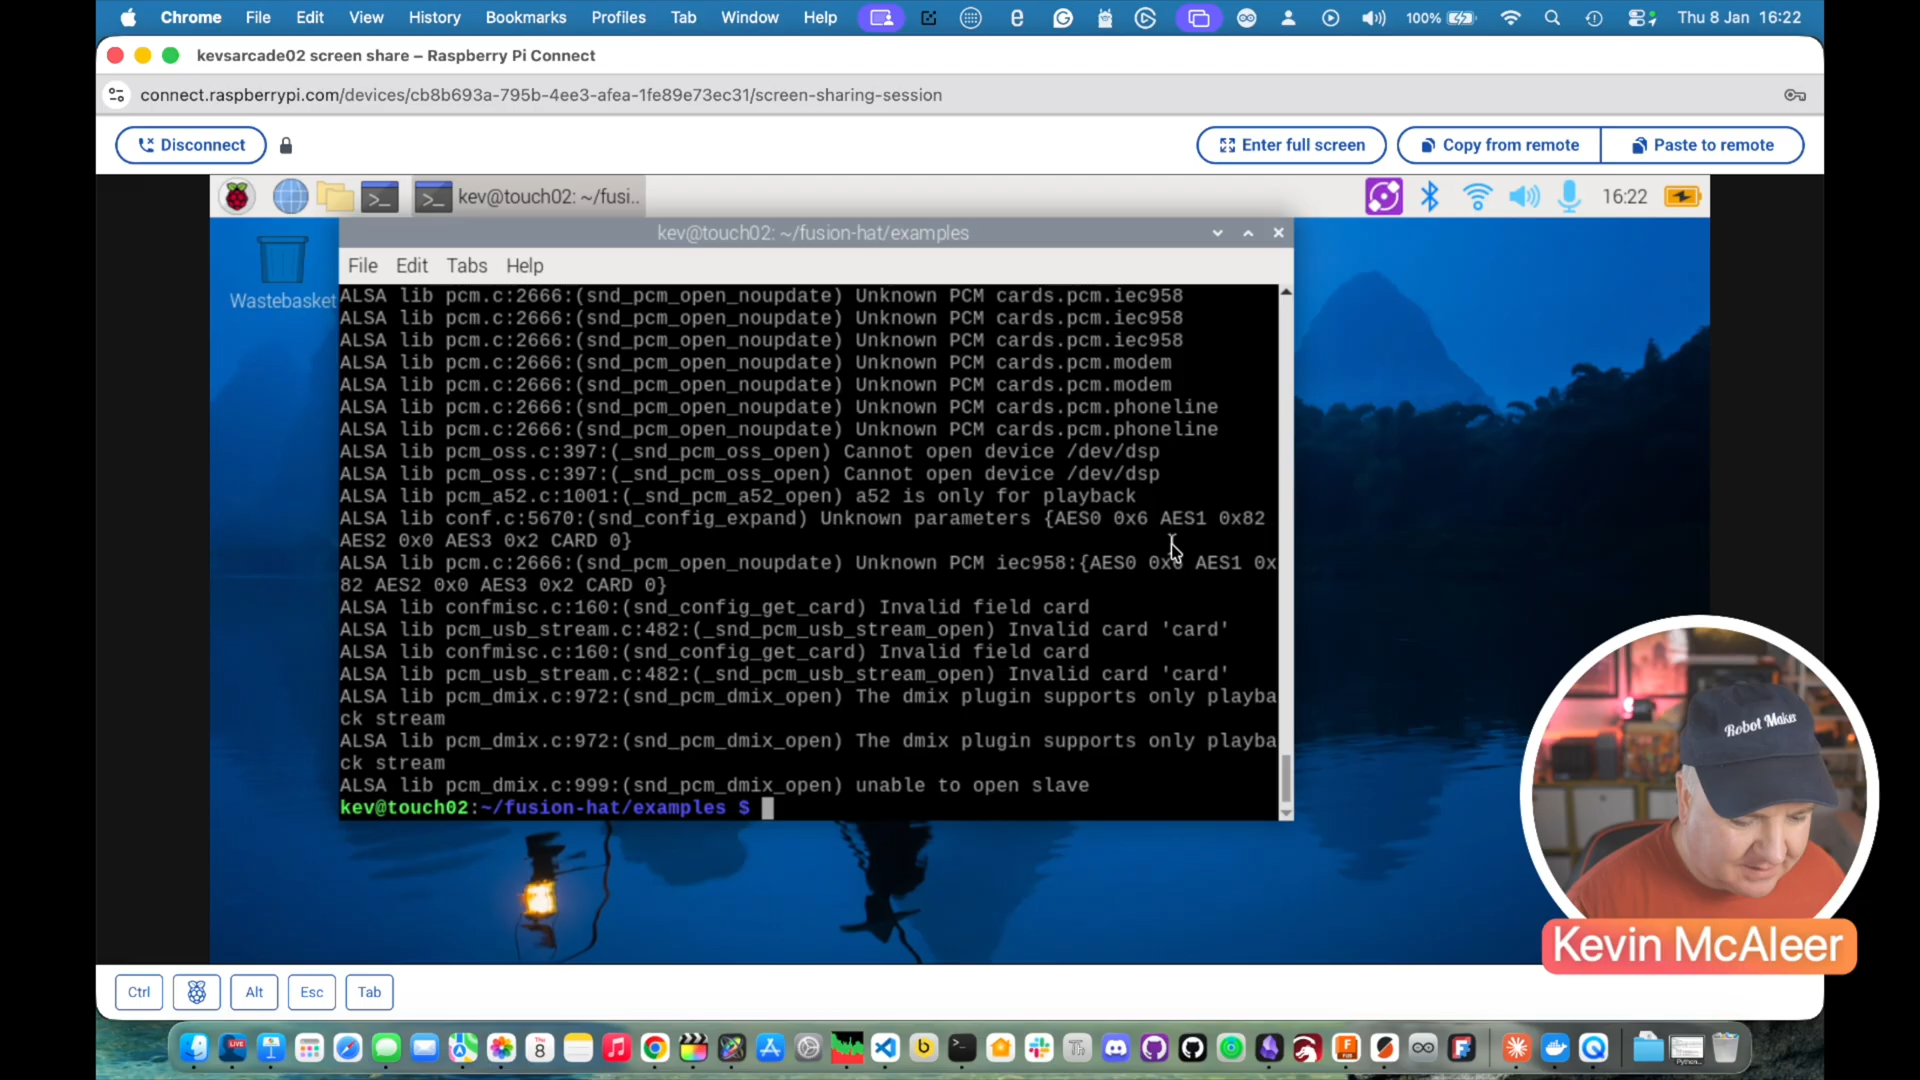 Chrome File Edit View History Bookmarks Profiles Tab Window Help 100% Thu 8 Jan 16:22
kevsarcade02 screen share – Raspberry Pi Connect
connect.raspberrypi.com/devices/cb8b693a-795b-4ee3-afea-1fe89e73ec31/screen-sharing-session
Disconnect Enter full screen Copy from remote Paste to remote
kev@touch02: ~/fusi.. 16:22
kev@touch02: ~/fusion-hat/examples
File Edit Tabs Help
Wastebasket
ALSA lib pcm.c:2666:(snd_pcm_open_noupdate) Unknown PCM cards.pcm.iec958
ALSA lib pcm.c:2666:(snd_pcm_open_noupdate) Unknown PCM cards.pcm.iec958
ALSA lib pcm.c:2666:(snd_pcm_open_noupdate) Unknown PCM cards.pcm.iec958
ALSA lib pcm.c:2666:(snd_pcm_open_noupdate) Unknown PCM cards.pcm.modem
ALSA lib pcm.c:2666:(snd_pcm_open_noupdate) Unknown PCM cards.pcm.modem
ALSA lib pcm.c:2666:(snd_pcm_open_noupdate) Unknown PCM cards.pcm.phoneline
ALSA lib pcm.c:2666:(snd_pcm_open_noupdate) Unknown PCM cards.pcm.phoneline
ALSA lib pcm_oss.c:397:(_snd_pcm_oss_open) Cannot open device /dev/dsp
ALSA lib pcm_oss.c:397:(_snd_pcm_oss_open) Cannot open device /dev/dsp
ALSA lib pcm_a52.c:1001:(_snd_pcm_a52_open) a52 is only for playback
ALSA lib conf.c:5670:(snd_config_expand) Unknown parameters {AES0 0x6 AES1 0x82
AES2 0x0 AES3 0x2 CARD 0}
ALSA lib pcm.c:2666:(snd_pcm_open_noupdate) Unknown PCM iec958:{AES0 0x6 AES1 0x
82 AES2 0x0 AES3 0x2 CARD 0}
ALSA lib confmisc.c:160:(snd_config_get_card) Invalid field card
ALSA lib pcm_usb_stream.c:482:(_snd_pcm_usb_stream_open) Invalid card 'card'
ALSA lib confmisc.c:160:(snd_config_get_card) Invalid field card
ALSA lib pcm_usb_stream.c:482:(_snd_pcm_usb_stream_open) Invalid card 'card'
ALSA lib pcm_dmix.c:972:(snd_pcm_dmix_open) The dmix plugin supports only playba
ck stream
ALSA lib pcm_dmix.c:972:(snd_pcm_dmix_open) The dmix plugin supports only playba
ck stream
ALSA lib pcm_dmix.c:999:(snd_pcm_dmix_open) unable to open slave
kev@touch02:~/fusion-hat/examples $
Robot Maker
Kevin McAleer
Ctrl Alt Esc Tab